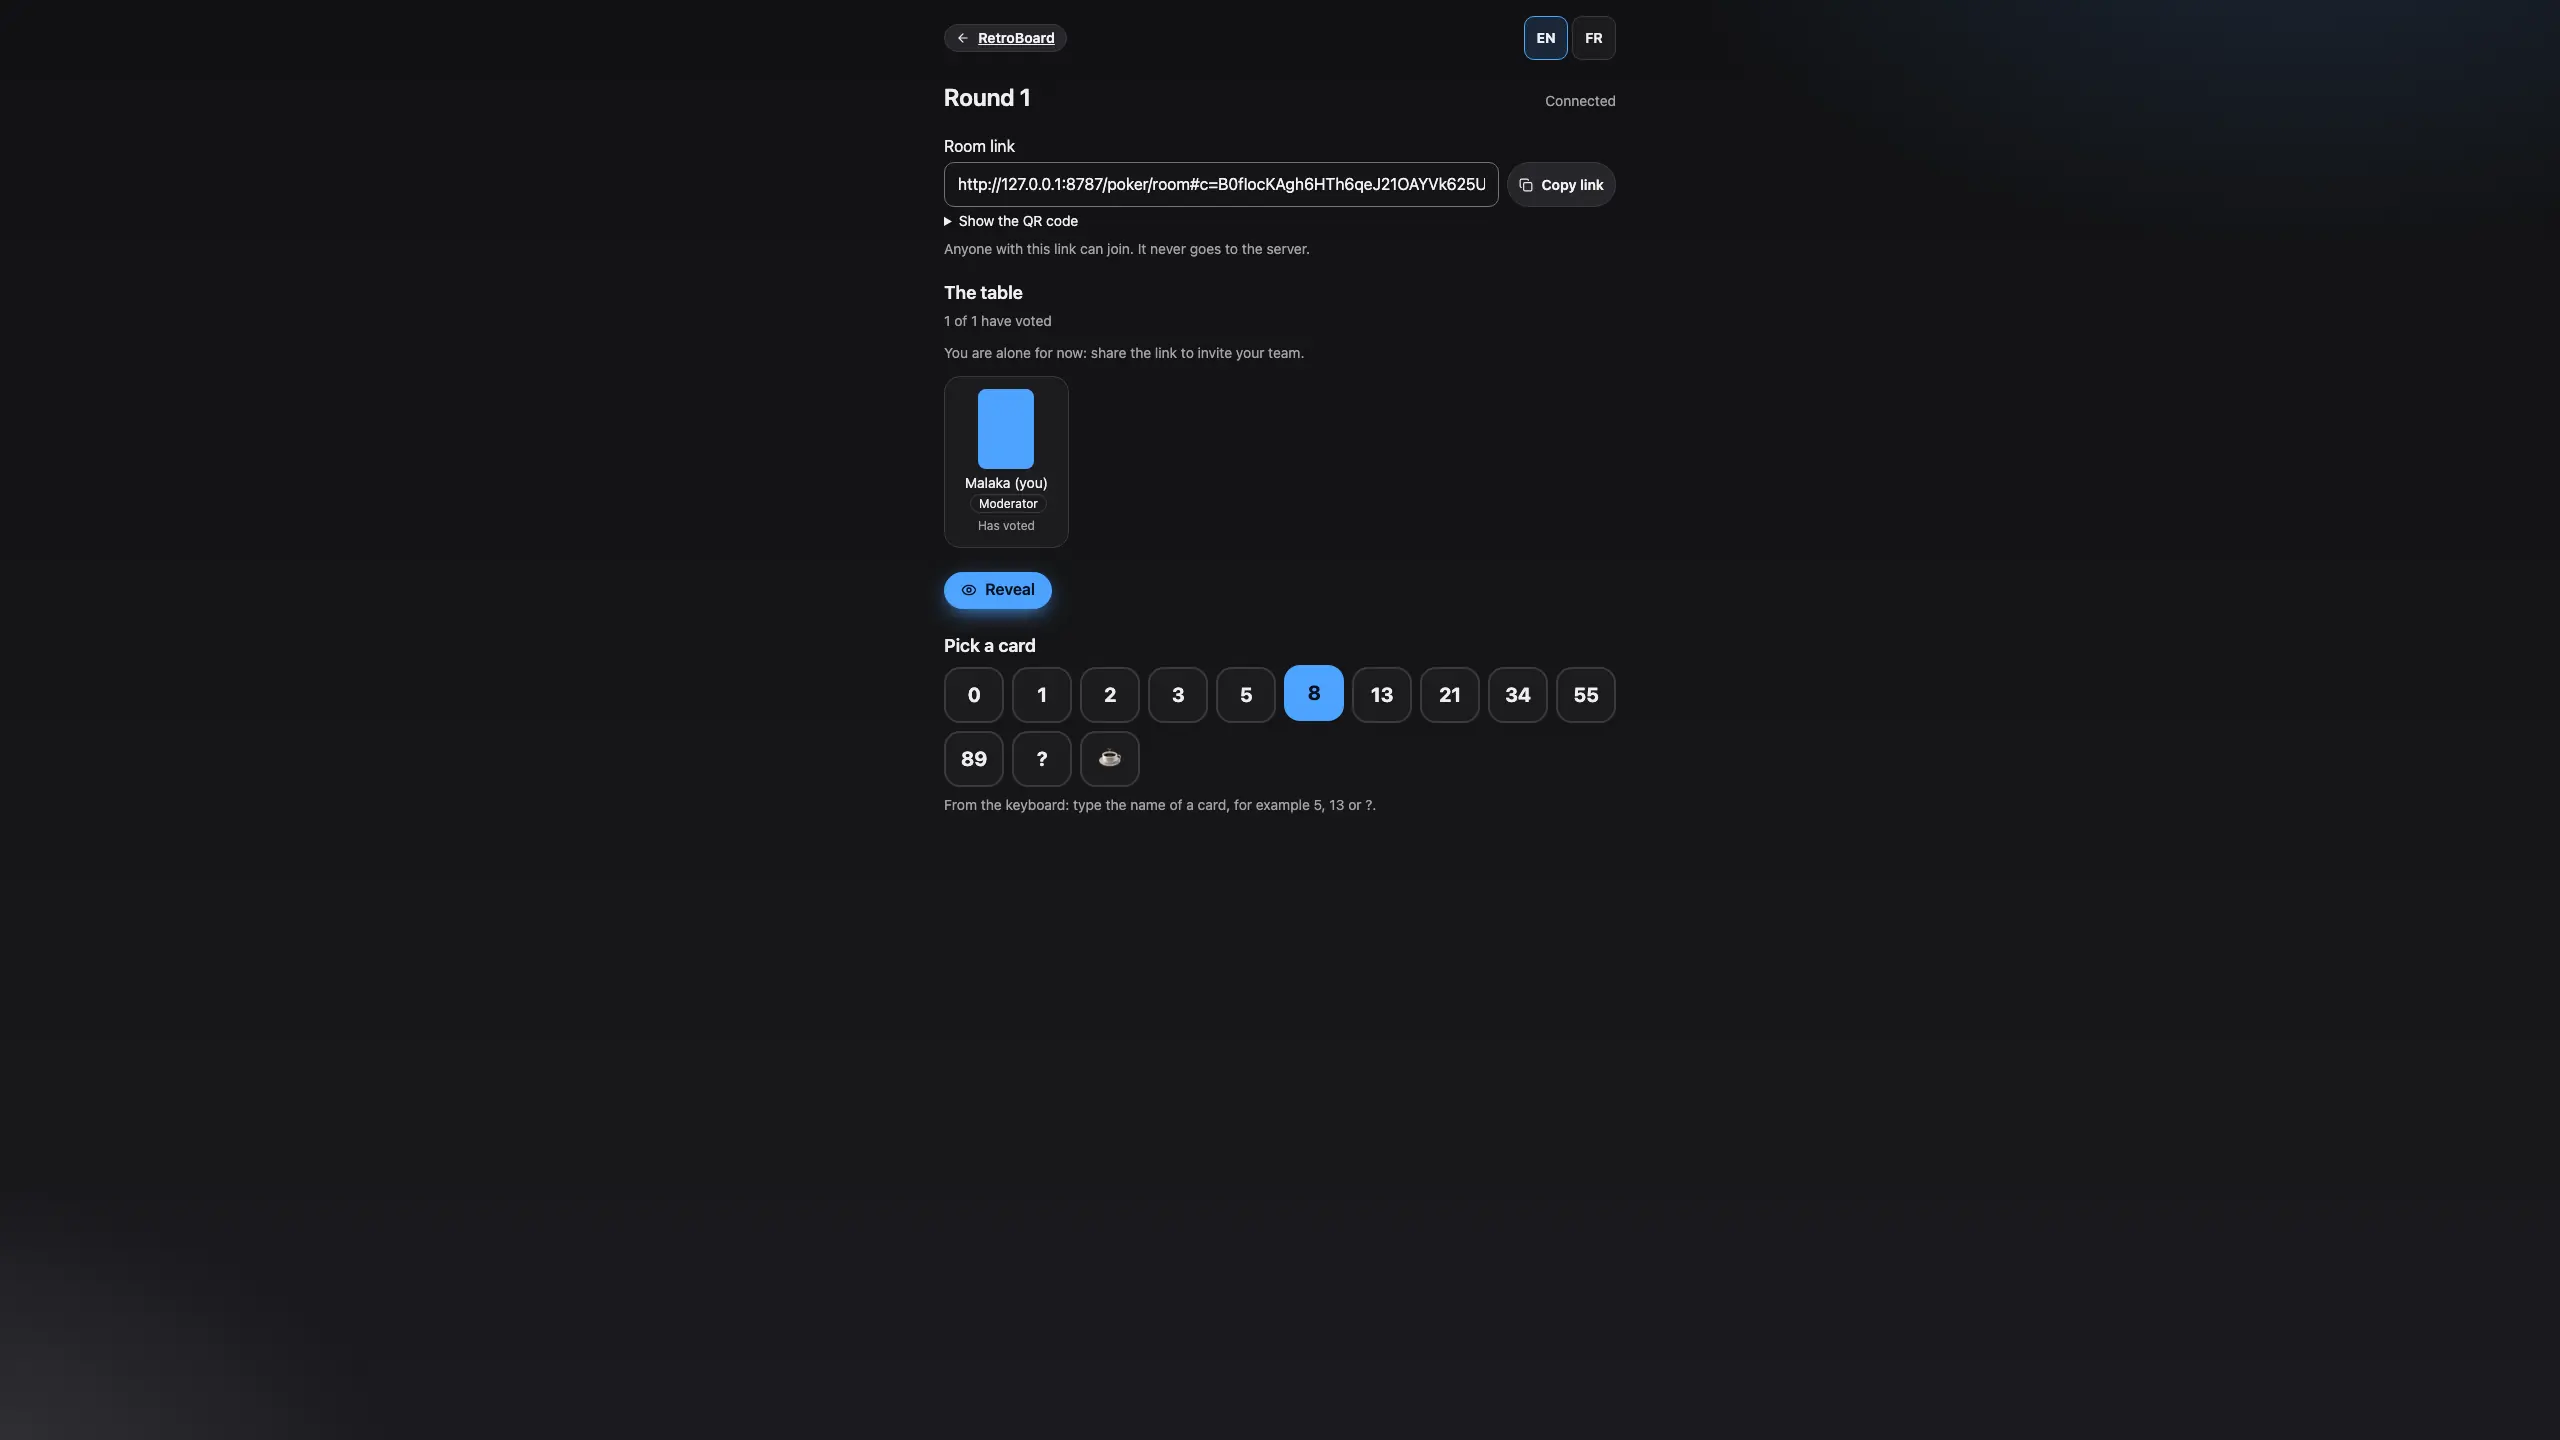 RetroBoard
EN FR
Round 1
Connected
Room link
http://127.0.0.1:8787/poker/room#c=B0flocKAgh6HTh6qeJ21OAYVk625U
Copy link
Show the QR code
Anyone with this link can join. It never goes to the server.
The table
1 of 1 have voted
You are alone for now: share the link to invite your team.
Malaka (you)
Moderator
Has voted
Reveal
Pick a card
0 1 2 3 5 8 13 21 34 55
89 ?
From the keyboard: type the name of a card, for example 5, 13 or ?.